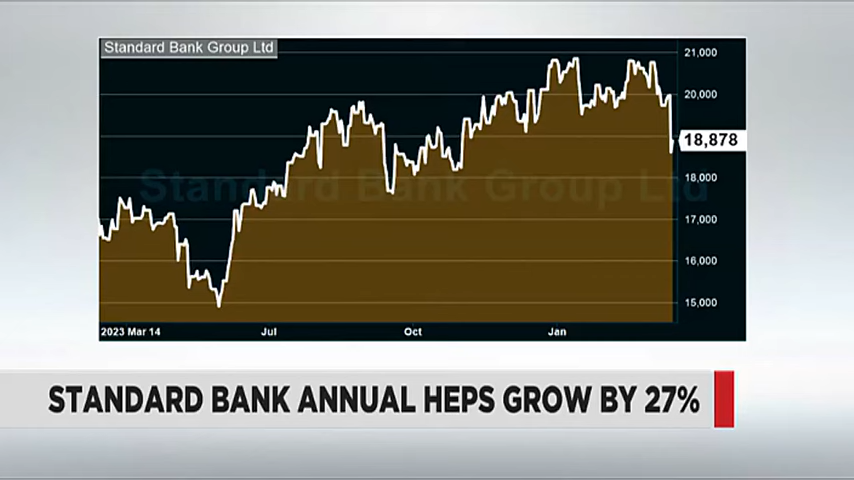 Standard Bank Group Ltd
21,000
20,000
18,878
18,000
Standard Bank Group Ltd
17,000
16,000
15,000
2023 Mar 14 Jul Oct Jan
STANDARD BANK ANNUAL HEPS GROW BY 27%